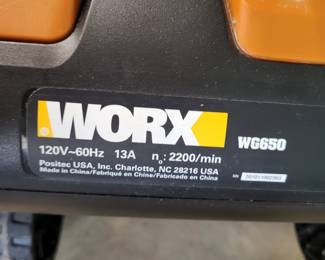 WORX
WG650
120V~60Hz 13A n₀: 2200/min
Positec USA, Inc. Charlotte, NC 28216 USA
Made in China/Fabriqué en Chine/Fabricado en China